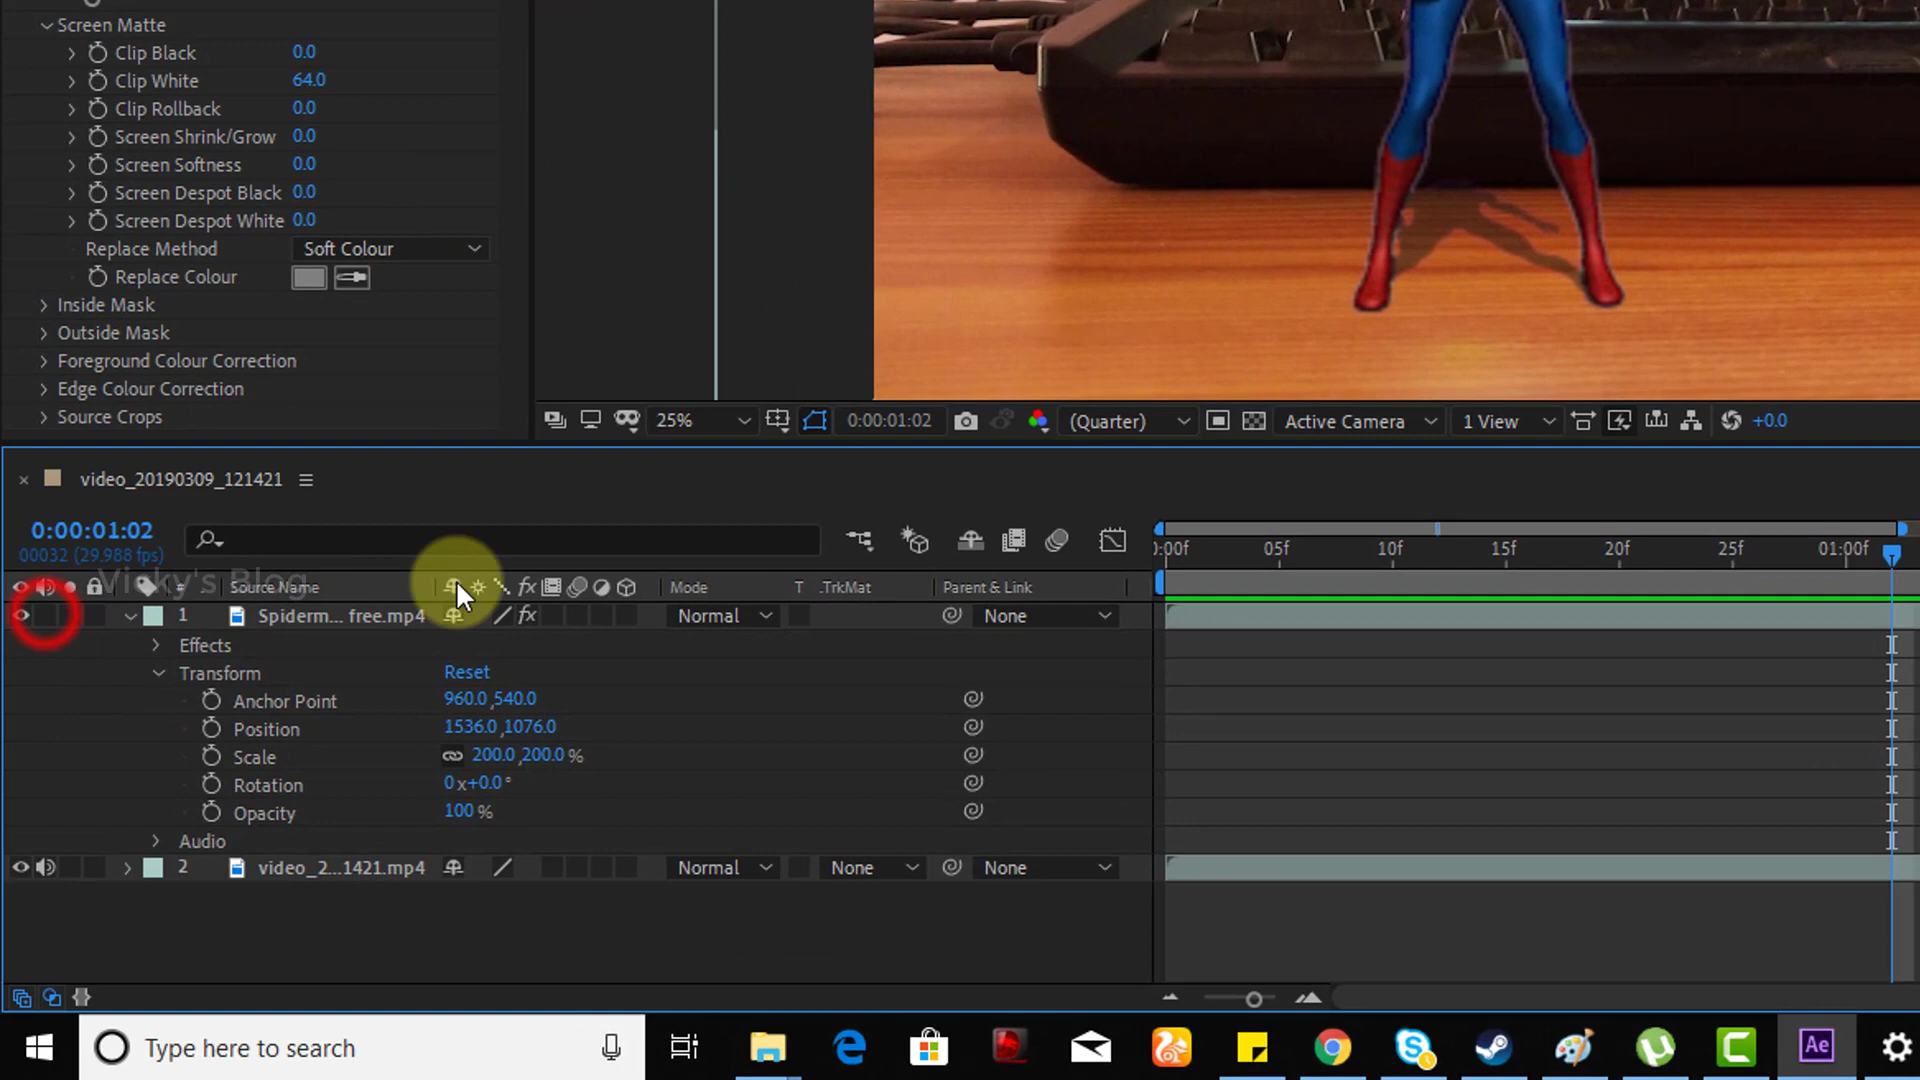 Screen Matte
Clip Black 0.0
Clip White 64.0
Clip Rollback 0.0
Screen Shrink/Grow 0.0
Screen Softness 0.0
Screen Despot Black 0.0
Screen Despot White 0.0
Replace Method Soft Colour
Replace Colour
Inside Mask
Outside Mask
Foreground Colour Correction
Edge Colour Correction
Source Crops
25% 0:00:01:02 (Quarter) Active Camera 1 View +0.0
video_20190309_121421
0:00:01:02
00032 (29.988 fps)
0:00f 05f 10f 15f 20f 25f 01:00f
Vicky's Blog
# Source Name fx Mode T .TrkMat Parent & Link
1 Spiderm... free.mp4 fx Normal None
Effects
Transform Reset
Anchor Point 960.0,540.0
Position 1536.0,1076.0
Scale 200.0,200.0%
Rotation 0x+0.0°
Opacity 100%
Audio
2 video_2...1421.mp4 Normal None None
Type here to search
Ae